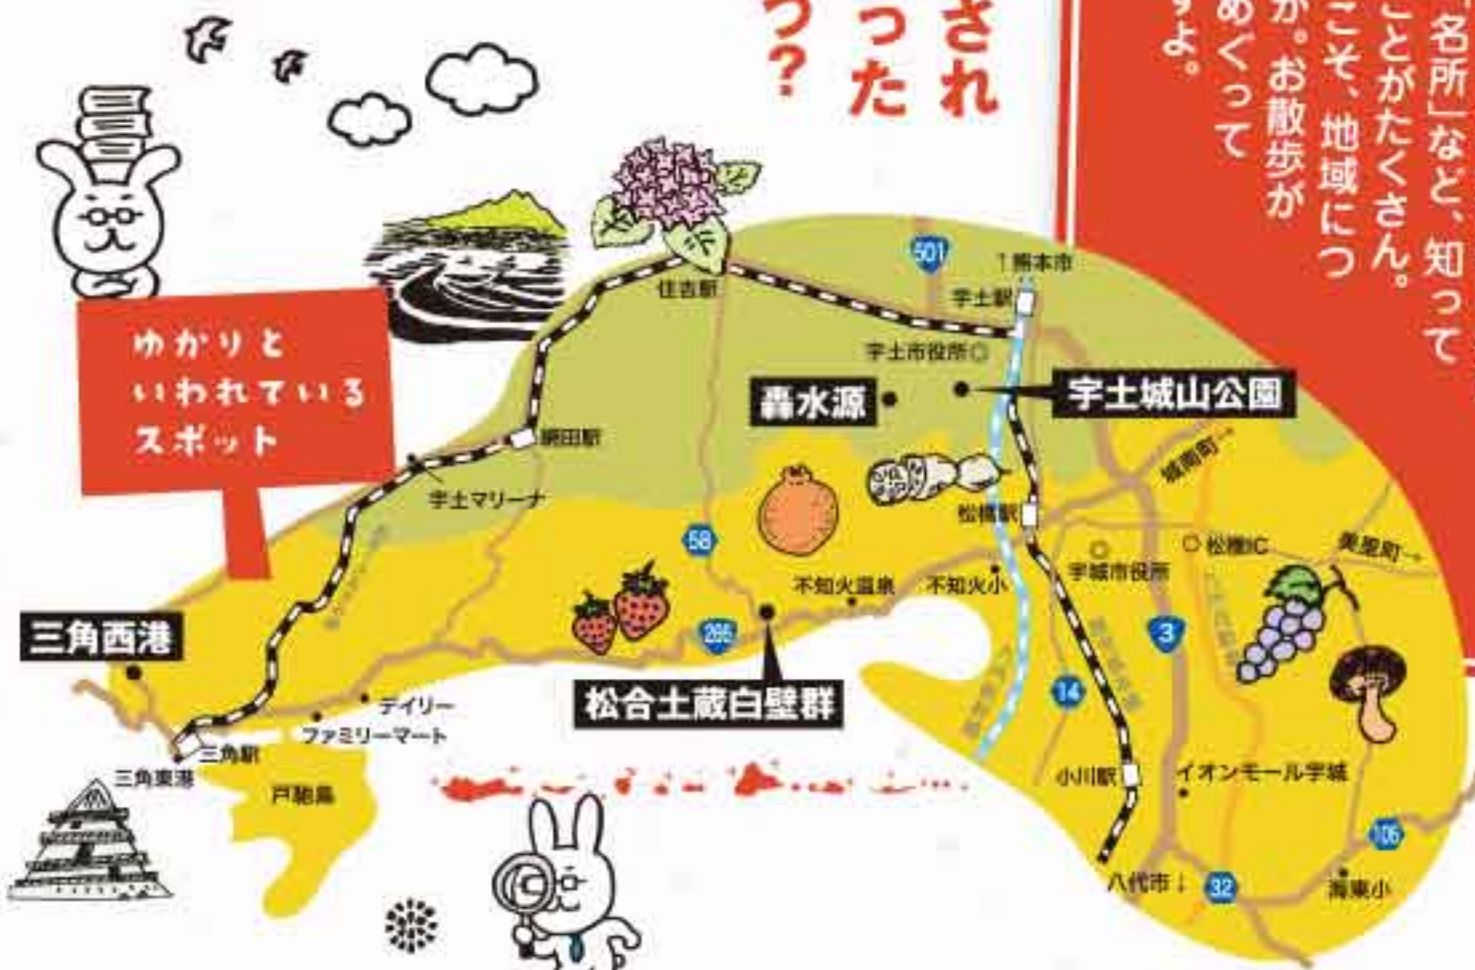 名所」など、知って
ことがたくさん。
こそ、地域につ
か。お散歩が
めぐって
すよ。
され
った
つ?
ゆかりと
いわれている
スポット
501
↑熊本市
住吉駅
宇土駅
宇土市役所
轟水源
宇土城山公園
網田駅
宇土マリーナ
城南町→
松橋駅
58
松橋IC
美里町→
宇城市役所
不知火温泉
不知火小
三角西港
266
3
松合土蔵白壁群
14
デイリー
ファミリーマート
三角駅
三角東港
戸馳島
小川駅
イオンモール宇城
105
八代市↓
32
海東小